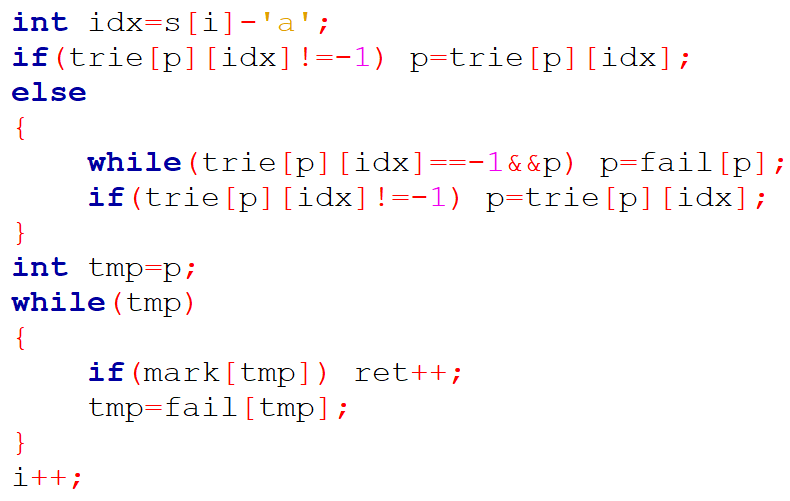 int idx=s[i]-'a';
if(trie[p][idx]!=-1) p=trie[p][idx];
else
{
    while(trie[p][idx]==-1&&p) p=fail[p];
    if(trie[p][idx]!=-1) p=trie[p][idx];
}
int tmp=p;
while(tmp)
{
    if(mark[tmp]) ret++;
    tmp=fail[tmp];
}
i++;